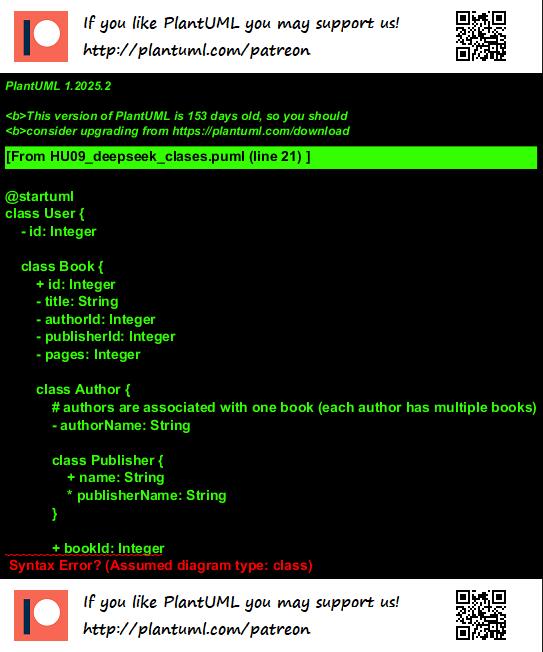 If you like PlantUML you may support us!
http://plantuml.com/patreon
PlantUML 1.2025.2
<b>This version of PlantUML is 153 days old, so you should
<b>consider upgrading from https://plantuml.com/download
[From HU09_deepseek_clases.puml (line 21) ]
@startuml
class User {
- id: Integer
class Book {
+ id: Integer
- title: String
- authorId: Integer
- publisherId: Integer
- pages: Integer
class Author {
# authors are associated with one book (each author has multiple books)
- authorName: String
class Publisher {
+ name: String
* publisherName: String
}
+ bookId: Integer
Syntax Error? (Assumed diagram type: class)
If you like PlantUML you may support us!
http://plantuml.com/patreon